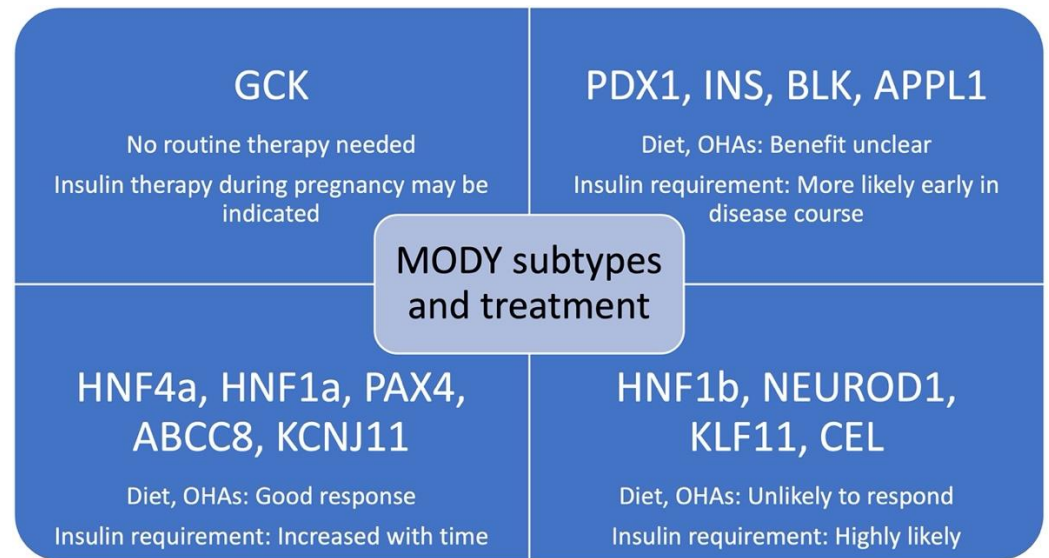 GCK
No routine therapy needed
Insulin therapy during pregnancy may be
indicated
PDX1, INS, BLK, APPL1
Diet, OHAs: Benefit unclear
Insulin requirement: More likely early in
disease course
MODY subtypes
and treatment
HNF4a, HNF1a, PAX4,
ABCC8, KCNJ11
Diet, OHAs: Good response
Insulin requirement: Increased with time
HNF1b, NEUROD1,
KLF11, CEL
Diet, OHAs: Unlikely to respond
Insulin requirement: Highly likely